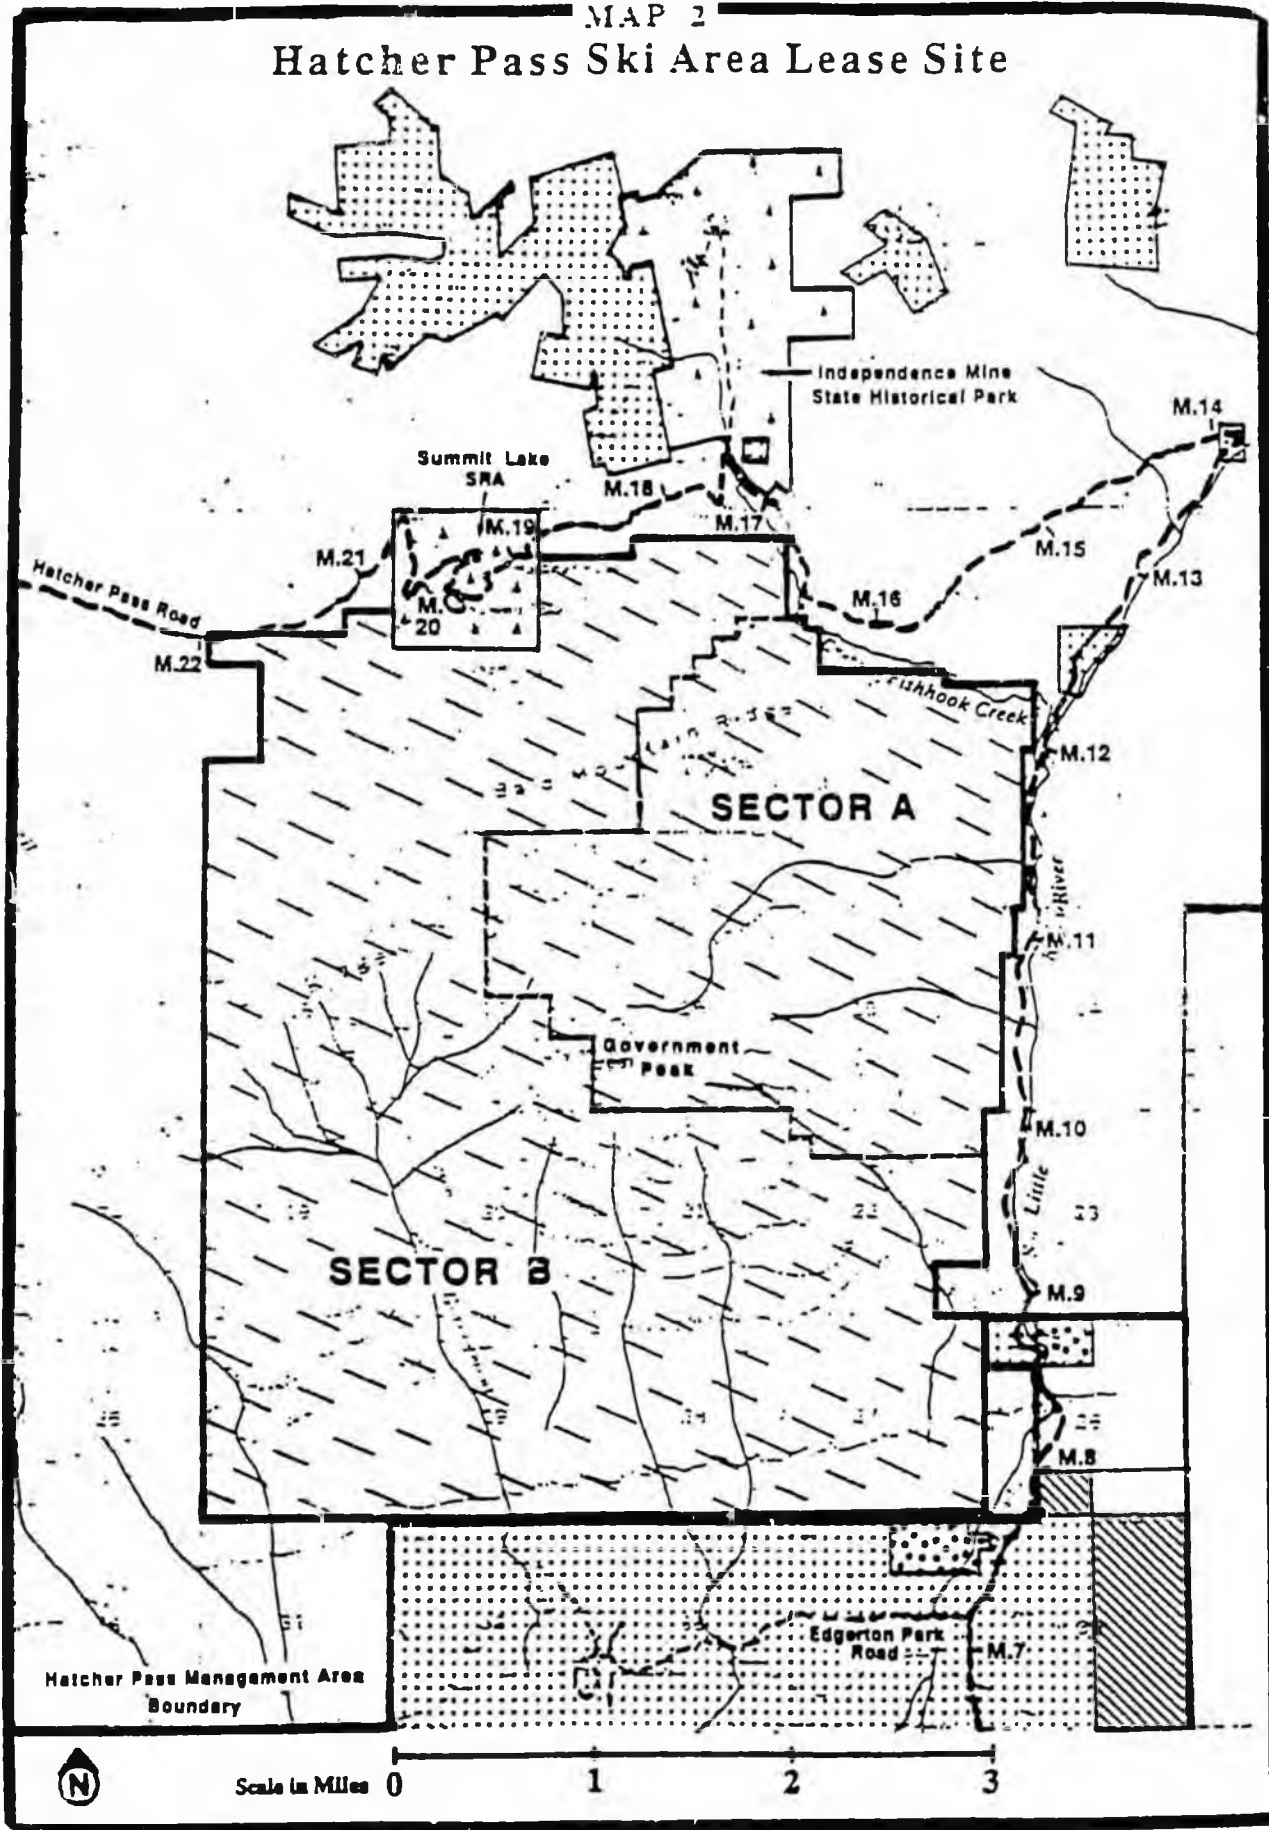 MAP 2
Hatcher Pass Ski Area Lease Site
Independence Mine
State Historical Park
M.14
Summit Lake
SRA
M.18
M.19
M.17
M.21
M.15
M.13
Hatcher Pass Road
M.
20
M.16
M.22
Fishhook Creek
M.12
SECTOR A
River
M.11
Government
Peak
M.10
Little
23
SECTOR B
M.9
M.8
Edgerton Park
Road
M.7
Hatcher Pass Management Area
Boundary
N
Scale in Miles 0 1 2 3